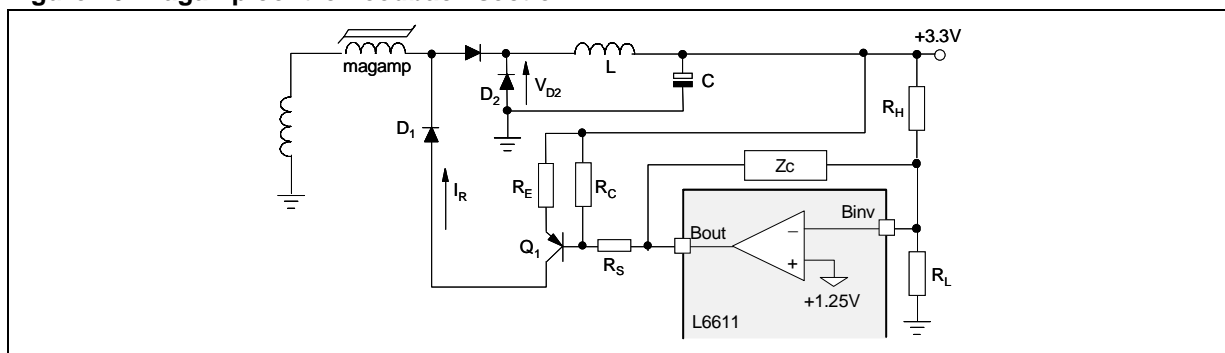 +3.3V
magamp
L
C
D2
VD2
RH
D1
Zc
IR
RE
RC
Bout
Binv
Q1
RS
RL
+1.25V
L6611